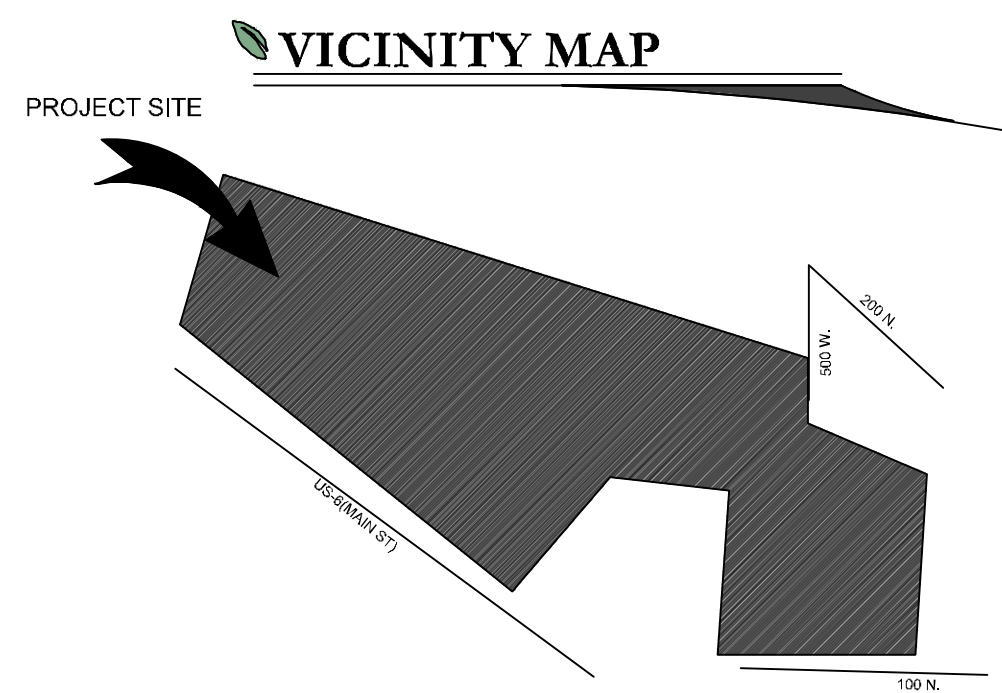 VICINITY MAP
PROJECT SITE
200 N.
500 W.
US-6(MAIN ST)
100 N.